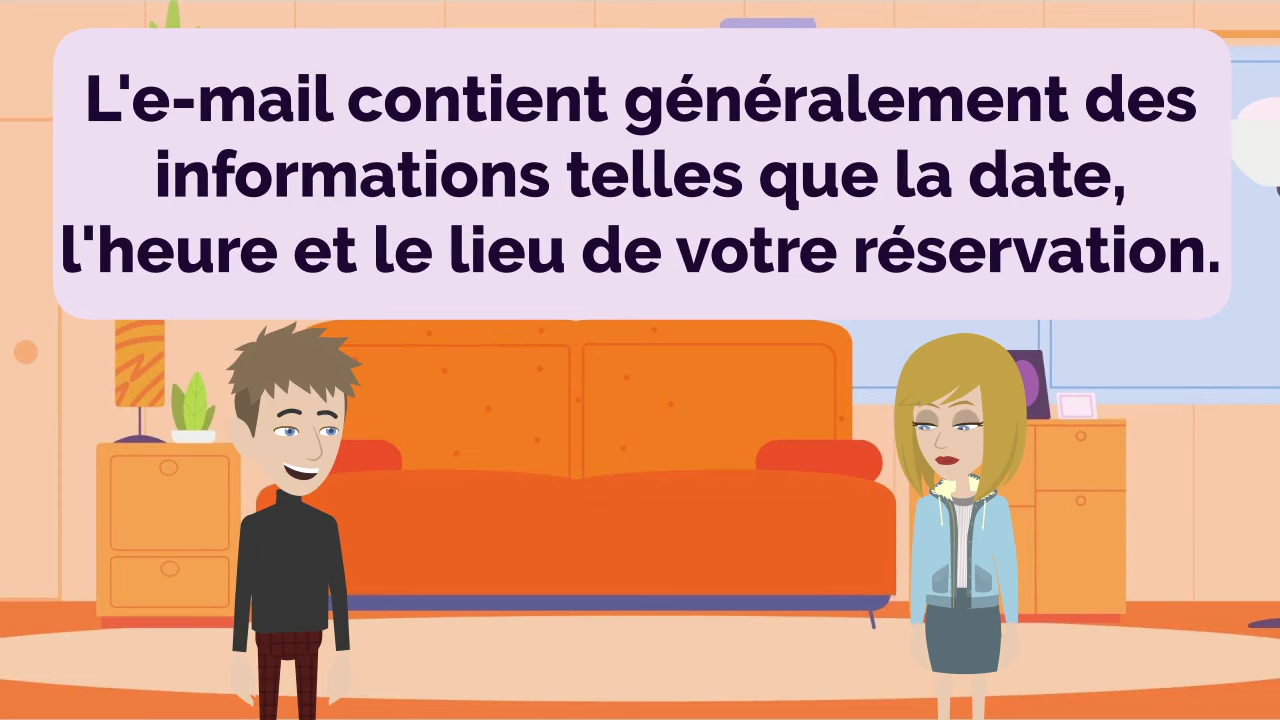 L'e-mail contient généralement des
informations telles que la date,
l'heure et le lieu de votre réservation.